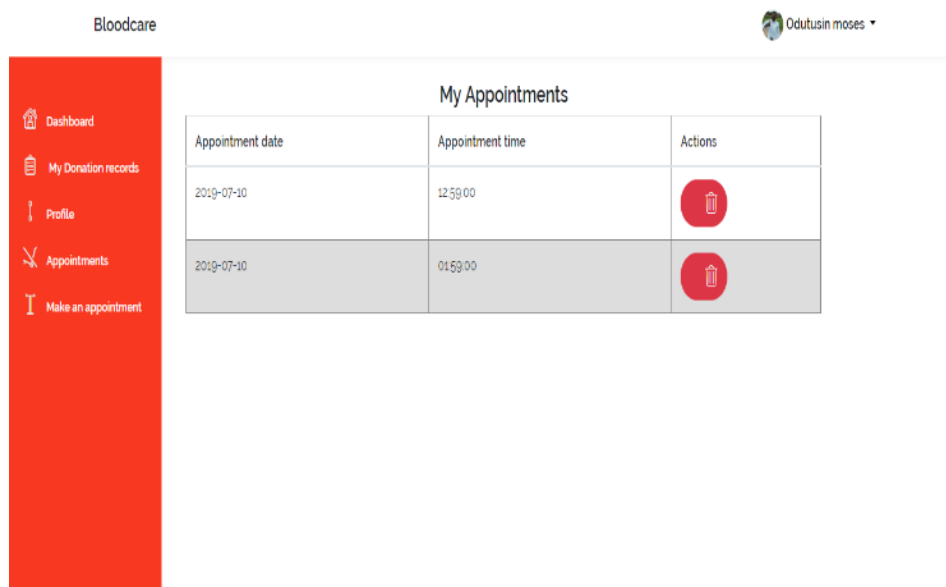 Bloodcare
Odutusin moses
Dashboard
My Donation records
Profile
Appointments
Make an appointment
My Appointments
Appointment date Appointment time Actions
2019-07-10 12:59:00
2019-07-10 01:59:00